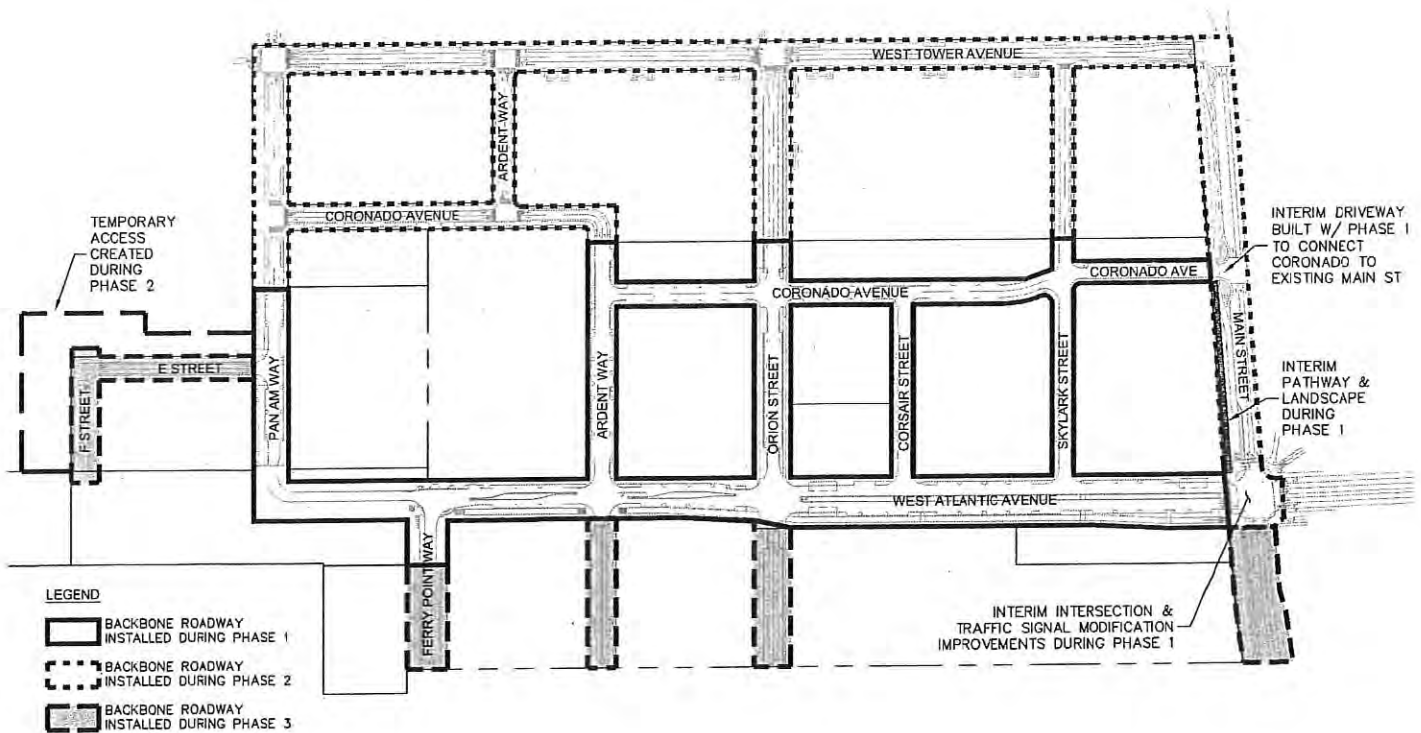 WEST TOWER AVENUE
ARDENT WAY
CORONADO AVENUE
TEMPORARY
ACCESS
CREATED
DURING
PHASE 2
INTERIM DRIVEWAY
BUILT W/ PHASE 1
TO CONNECT
CORONADO TO
EXISTING MAIN ST
CORONADO AVE
CORONADO AVENUE
MAIN STREET
E STREET
F STREET
PAN AM WAY
ARDENT WAY
ORION STREET
CORSAIR STREET
SKYLARK STREET
INTERIM
PATHWAY &
LANDSCAPE
DURING
PHASE 1
WEST ATLANTIC AVENUE
FERRY POINT WAY
INTERIM INTERSECTION &
TRAFFIC SIGNAL MODIFICATION
IMPROVEMENTS DURING PHASE 1
LEGEND
BACKBONE ROADWAY
INSTALLED DURING PHASE 1
BACKBONE ROADWAY
INSTALLED DURING PHASE 2
BACKBONE ROADWAY
INSTALLED DURING PHASE 3